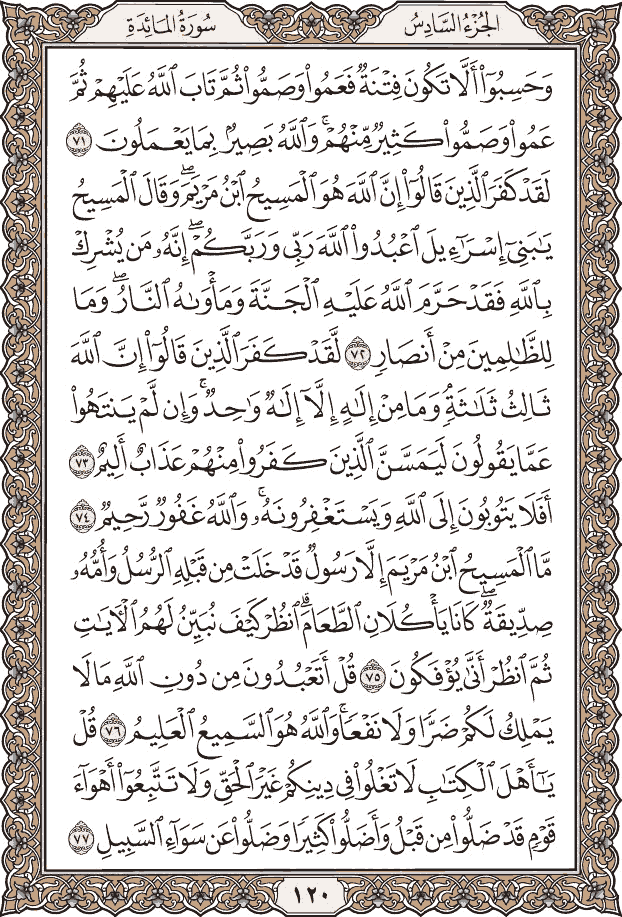 الجُزْءُ السَّادِسُ
سُورَةُ المَائِدَةِ
وَحَسِبُوٓا۟ أَلَّا تَكُونَ فِتْنَةٌ فَعَمُوا۟ وَصَمُّوا۟ ثُمَّ تَابَ ٱللَّهُ عَلَيْهِمْ ثُمَّ
عَمُوا۟ وَصَمُّوا۟ كَثِيرٌ مِّنْهُمْ ۚ وَٱللَّهُ بَصِيرٌۢ بِمَا يَعْمَلُونَ ٧١
لَقَدْ كَفَرَ ٱلَّذِينَ قَالُوٓا۟ إِنَّ ٱللَّهَ هُوَ ٱلْمَسِيحُ ٱبْنُ مَرْيَمَ ۖ وَقَالَ ٱلْمَسِيحُ
يَـٰبَنِىٓ إِسْرَٰٓءِيلَ ٱعْبُدُوا۟ ٱللَّهَ رَبِّى وَرَبَّكُمْ ۖ إِنَّهُۥ مَن يُشْرِكْ
بِٱللَّهِ فَقَدْ حَرَّمَ ٱللَّهُ عَلَيْهِ ٱلْجَنَّةَ وَمَأْوَىٰهُ ٱلنَّارُ ۖ وَمَا
لِلظَّـٰلِمِينَ مِنْ أَنصَارٍ ٧٢ لَّقَدْ كَفَرَ ٱلَّذِينَ قَالُوٓا۟ إِنَّ ٱللَّهَ
ثَالِثُ ثَلَـٰثَةٍ ۘ وَمَا مِنْ إِلَـٰهٍ إِلَّآ إِلَـٰهٌ وَٰحِدٌ ۚ وَإِن لَّمْ يَنتَهُوا۟
عَمَّا يَقُولُونَ لَيَمَسَّنَّ ٱلَّذِينَ كَفَرُوا۟ مِنْهُمْ عَذَابٌ أَلِيمٌ ٧٣
أَفَلَا يَتُوبُونَ إِلَى ٱللَّهِ وَيَسْتَغْفِرُونَهُۥ ۚ وَٱللَّهُ غَفُورٌ رَّحِيمٌ ٧٤
مَّا ٱلْمَسِيحُ ٱبْنُ مَرْيَمَ إِلَّا رَسُولٌ قَدْ خَلَتْ مِن قَبْلِهِ ٱلرُّسُلُ وَأُمُّهُۥ
صِدِّيقَةٌ ۖ كَانَا يَأْكُلَانِ ٱلطَّعَامَ ۗ ٱنظُرْ كَيْفَ نُبَيِّنُ لَهُمُ ٱلْـَٔايَـٰتِ
ثُمَّ ٱنظُرْ أَنَّىٰ يُؤْفَكُونَ ٧٥ قُلْ أَتَعْبُدُونَ مِن دُونِ ٱللَّهِ مَا لَا
يَمْلِكُ لَكُمْ ضَرًّا وَلَا نَفْعًا ۚ وَٱللَّهُ هُوَ ٱلسَّمِيعُ ٱلْعَلِيمُ ٧٦ قُلْ
يَـٰٓأَهْلَ ٱلْكِتَـٰبِ لَا تَغْلُوا۟ فِى دِينِكُمْ غَيْرَ ٱلْحَقِّ وَلَا تَتَّبِعُوٓا۟ أَهْوَآءَ
قَوْمٍ قَدْ ضَلُّوا۟ مِن قَبْلُ وَأَضَلُّوا۟ كَثِيرًا وَضَلُّوا۟ عَن سَوَآءِ ٱلسَّبِيلِ ٧٧
١٢٠